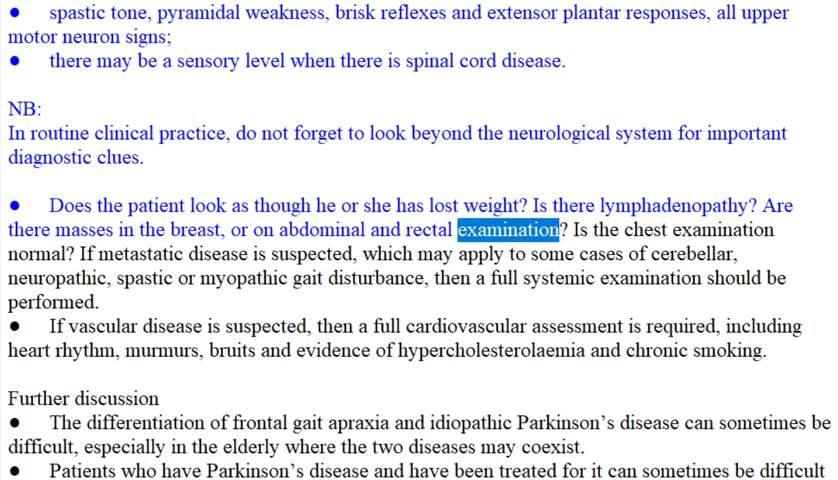 ● spastic tone, pyramidal weakness, brisk reflexes and extensor plantar responses, all upper
motor neuron signs;
● there may be a sensory level when there is spinal cord disease.
NB:
In routine clinical practice, do not forget to look beyond the neurological system for important
diagnostic clues.
● Does the patient look as though he or she has lost weight? Is there lymphadenopathy? Are
there masses in the breast, or on abdominal and rectal examination? Is the chest examination
normal? If metastatic disease is suspected, which may apply to some cases of cerebellar,
neuropathic, spastic or myopathic gait disturbance, then a full systemic examination should be
performed.
● If vascular disease is suspected, then a full cardiovascular assessment is required, including
heart rhythm, murmurs, bruits and evidence of hypercholesterolaemia and chronic smoking.
Further discussion
● The differentiation of frontal gait apraxia and idiopathic Parkinson’s disease can sometimes be
difficult, especially in the elderly where the two diseases may coexist.
● Patients who have Parkinson’s disease and have been treated for it can sometimes be difficult